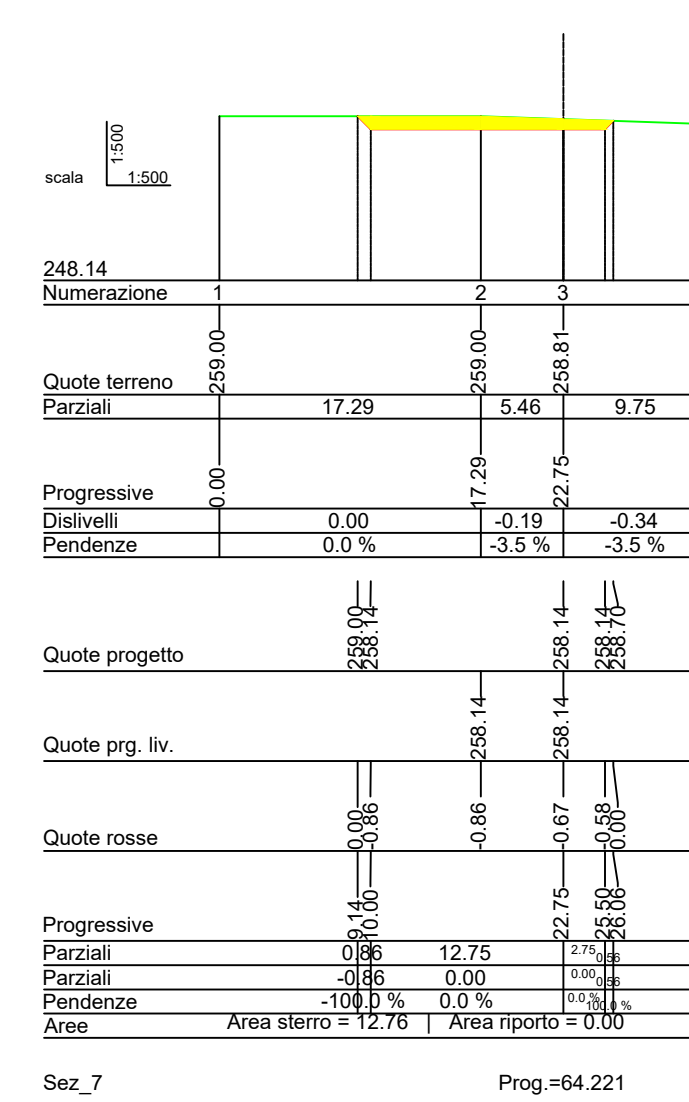 1:500
scala 1:500
248.14
Numerazione 1 2 3
Quote terreno 259.00 259.00 258.81
Parziali 17.29 5.46 9.75
Progressive 0.00 17.29 22.75
Dislivelli 0.00 -0.19 -0.34
Pendenze 0.0 % -3.5 % -3.5 %
Quote progetto 259.00 258.14 258.14 258.14 258.70
Quote prg. liv. 258.14 258.14
Quote rosse 0.00 -0.86 -0.86 -0.67 -0.58 0.00
Progressive 9.14 10.00 22.75 25.50 26.06
Parziali 0.86 12.75 2.75 0.56
Parziali -0.86 0.00 0.00 0.56
Pendenze -100.0 % 0.0 % 0.0 % 100.0 %
Aree Area sterro = 12.76 | Area riporto = 0.00
Sez_7 Prog.=64.221